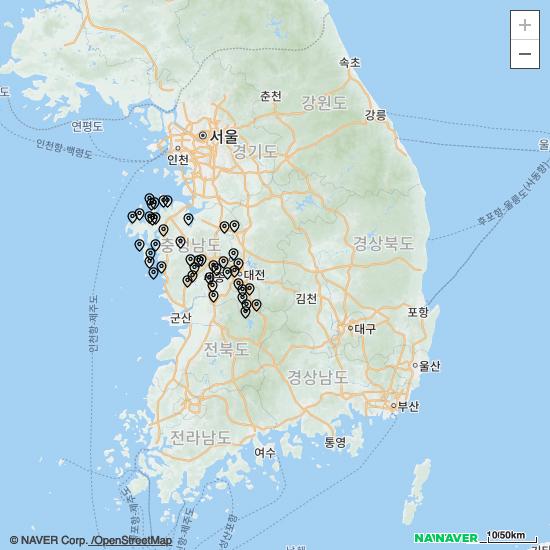 +
−
속초
도
춘천
강원도
연평도
강릉
서울
인천
경기도
인천항-백령도
울
후포항-울릉도(사동항)
충청남도
경상북도
대전
김천
인천항-제주도
군산
포항
대구
전북도
울산
경상남도
부산
전라남도
통영
여수
© NAVER Corp. /OpenStreetMap
NAVER
10/50km